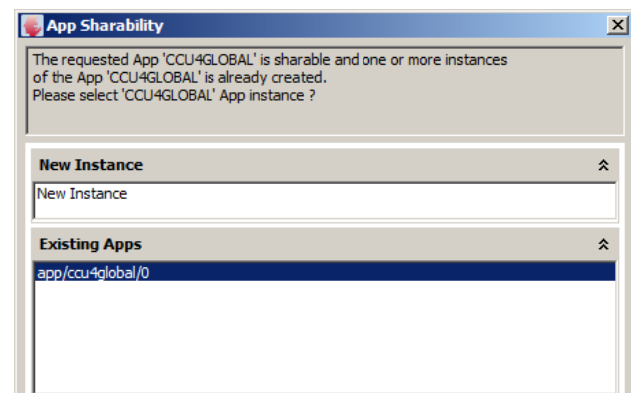 App Sharability
The requested App 'CCU4GLOBAL' is sharable and one or more instances
of the App 'CCU4GLOBAL' is already created.
Please select 'CCU4GLOBAL' App instance ?
New Instance
New Instance
Existing Apps
app/ccu4global/0